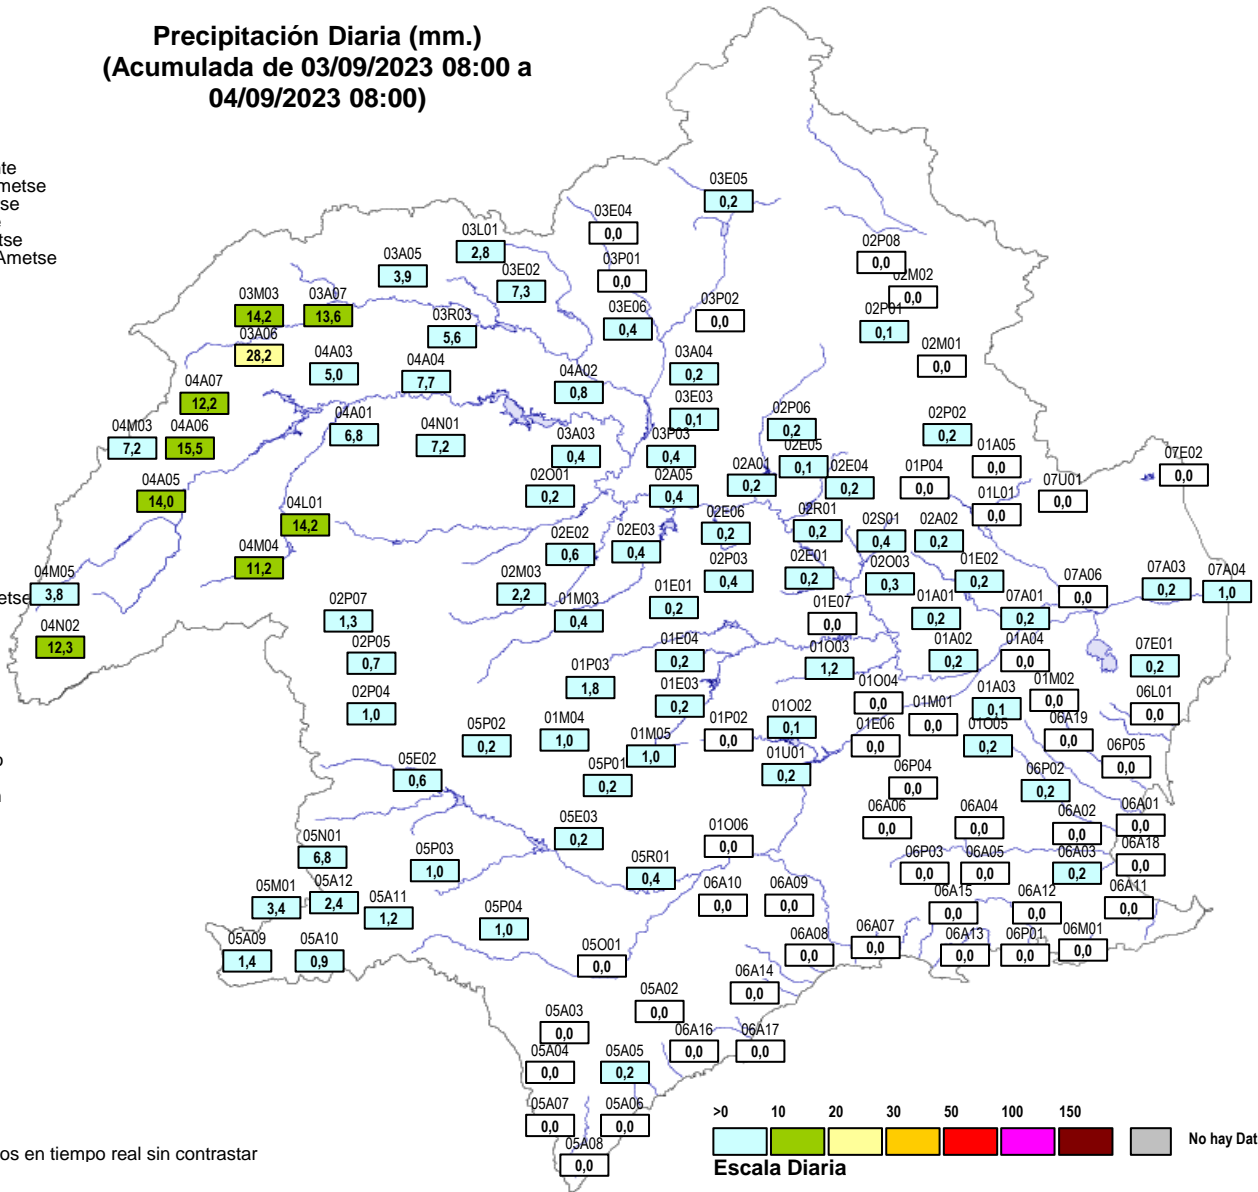 Precipitación Diaria (mm.)
(Acumulada de 03/09/2023 08:00 a
04/09/2023 08:00)
03E05
0,2
03E04
0,0
03L01
2,8
02P08
0,0
03A05
3,9
03P01
0,0
03E02
7,3
02M02
0,0
03M03
14,2
03A07
13,6
03P02
0,0
03E06
0,4
02P01
0,1
03R03
5,6
03A06
28,2
04A03
5,0
02M01
0,0
03A04
0,2
04A04
7,7
04A02
0,8
04A07
12,2
03E03
0,1
04A01
6,8
02P06
0,2
02P02
0,2
04M03
7,2
04A06
15,5
04N01
7,2
03A03
0,4
03P03
0,4
02E05
0,1
01A05
0,0
07E02
0,0
04A05
14,0
02O01
0,2
02A05
0,4
02A01
0,2
02E04
0,2
01P04
0,0
07U01
0,0
01L01
0,0
04L01
14,2
02E06
0,2
02R01
0,2
02S01
0,4
02A02
0,2
02E02
0,6
02E03
0,4
04M04
11,2
02P03
0,4
02E01
0,2
02O03
0,3
01E02
0,2
04M05
3,8
02M03
2,2
07A06
0,0
07A03
0,2
07A04
1,0
01M03
0,4
01E01
0,2
02P07
1,3
01E07
0,0
01A01
0,2
07A01
0,2
04N02
12,3
02P05
0,7
01E04
0,2
01O03
1,2
01A02
0,2
01A04
0,0
07E01
0,2
01P03
1,8
01E03
0,2
01O04
0,0
01A03
0,1
01M02
0,0
02P04
1,0
06L01
0,0
05P02
0,2
01M04
1,0
01M05
1,0
01P02
0,0
01O02
0,1
01M01
0,0
01E06
0,0
01O05
0,2
06A19
0,0
05E02
0,6
05P01
0,2
01U01
0,2
06P04
0,0
06P05
0,0
06P02
0,2
05E03
0,2
01O06
0,0
06A06
0,0
06A04
0,0
06A02
0,0
06A01
0,0
05N01
6,8
05P03
1,0
05R01
0,4
06P03
0,0
06A05
0,0
06A03
0,2
06A18
0,0
05M01
3,4
05A12
2,4
05A11
1,2
06A10
0,0
06A09
0,0
06A15
0,0
06A12
0,0
06A11
0,0
05P04
1,0
05A09
1,4
05A10
0,9
05O01
0,0
06A08
0,0
06A07
0,0
06A13
0,0
06P01
0,0
06M01
0,0
06A14
0,0
05A02
0,0
05A03
0,0
06A16
0,0
06A17
0,0
05A04
0,0
05A05
0,2
05A07
0,0
05A06
0,0
05A08
0,0
>0 10 20 30 50 100 150
No hay Dat
Escala Diaria
os en tiempo real sin contrastar